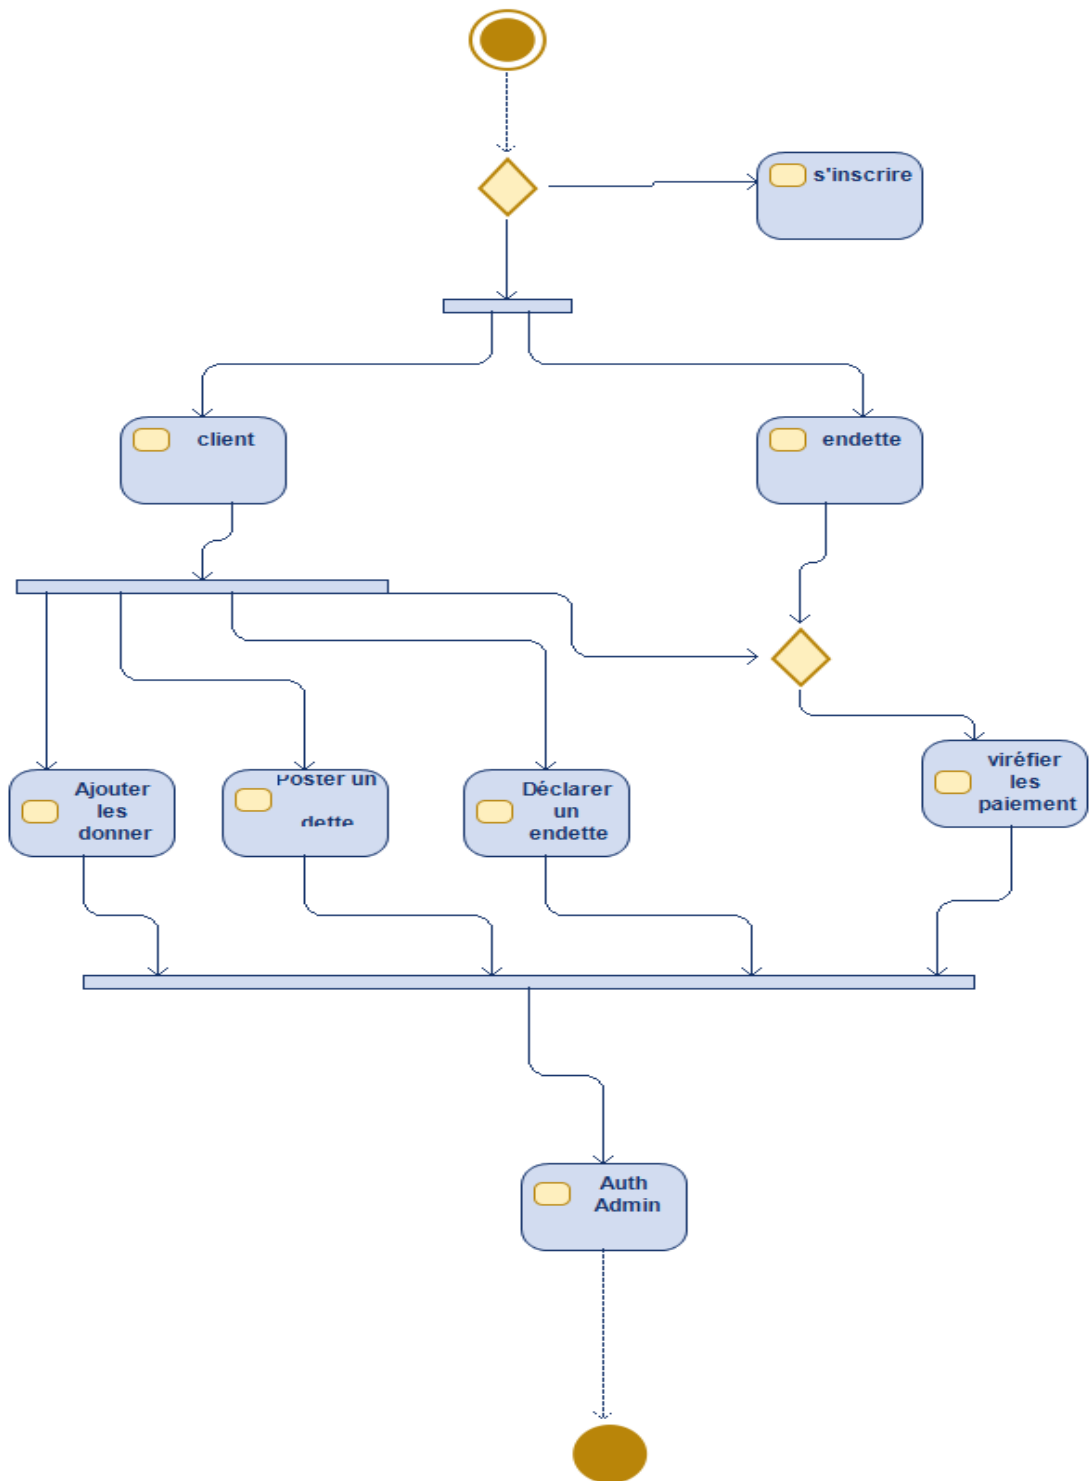 s'inscrire
client
endette
Ajouter
les
donner
Poster un
dette
Déclarer
un
endette
viréfier
les
paiement
Auth
Admin